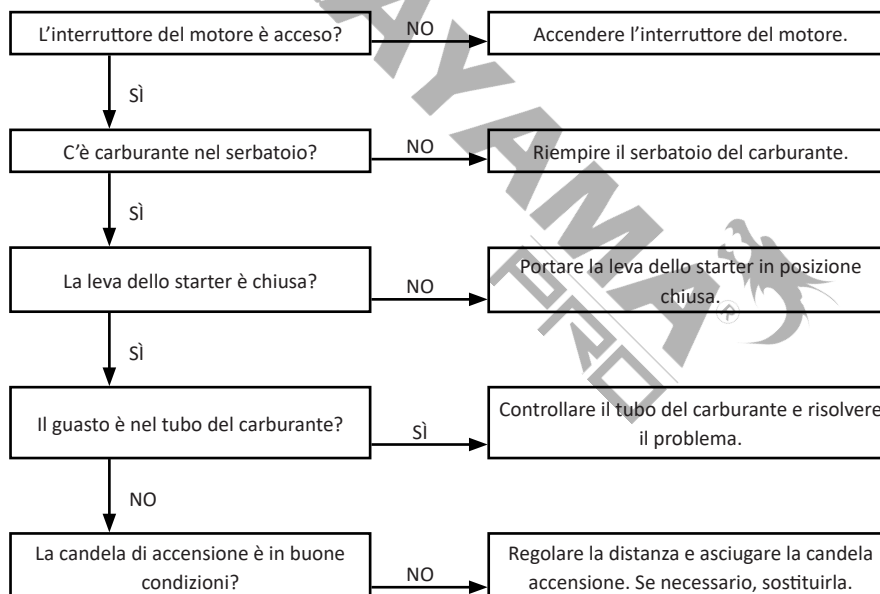 L’interruttore del motore è acceso?
NO
Accendere l’interruttore del motore.
SÌ
C’è carburante nel serbatoio?
NO
Riempire il serbatoio del carburante.
SÌ
La leva dello starter è chiusa?
NO
Portare la leva dello starter in posizione
chiusa.
SÌ
Il guasto è nel tubo del carburante?
SÌ
Controllare il tubo del carburante e risolvere
il problema.
NO
La candela di accensione è in buone
condizioni?
NO
Regolare la distanza e asciugare la candela
accensione. Se necessario, sostituirla.
AYAMA
PRO
®